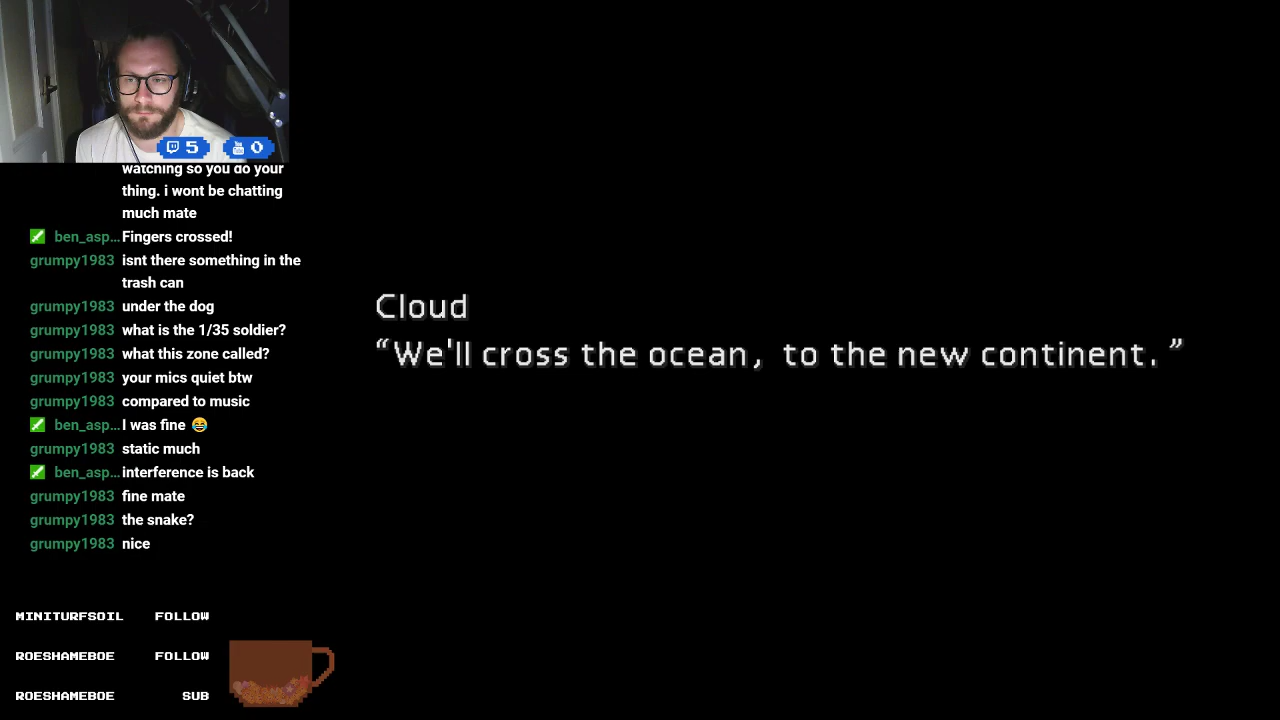 5 0
watching so you do your
thing. i wont be chatting
much mate
ben_asp… Fingers crossed!
grumpy1983 isnt there something in the
trash can
grumpy1983 under the dog
grumpy1983 what is the 1/35 soldier?
grumpy1983 what this zone called?
grumpy1983 your mics quiet btw
grumpy1983 compared to music
ben_asp… I was fine 😂
grumpy1983 static much
ben_asp… interference is back
grumpy1983 fine mate
grumpy1983 the snake?
grumpy1983 nice
Cloud
“We'll cross the ocean, to the new continent.”
MINITURFSOIL FOLLOW
ROESHAMEBOE FOLLOW
ROESHAMEBOE SUB